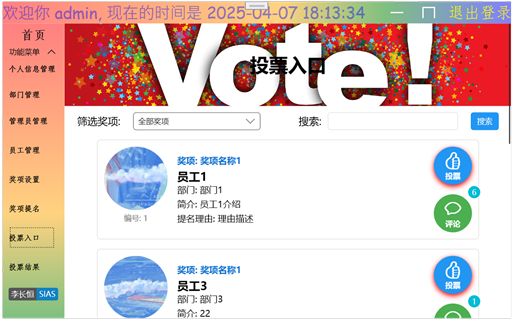 欢迎你 admin, 现在的时间是 2025-04-07 18:13:34
退出登录
首页
功能菜单
个人信息管理
部门管理
管理员管理
员工管理
奖项设置
奖项提名
投票入口
投票结果
李长恒 SIAS
Vote!
投票入口
筛选奖项: 全部奖项
搜索: 搜索
奖项: 奖项名称1
员工1
部门: 部门1
简介: 员工1介绍
提名理由: 理由描述
编号: 1
投票
6
评论
奖项: 奖项名称1
员工3
部门: 部门3
简介: 22
投票
1